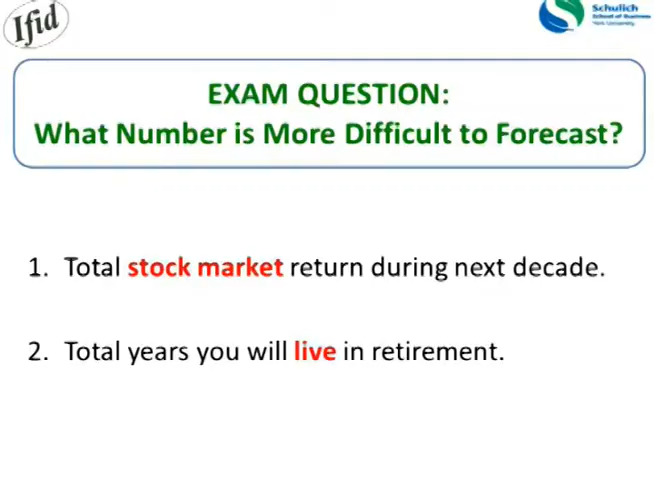 Ifid
Schulich
School of Business
York University
EXAM QUESTION:
What Number is More Difficult to Forecast?
1. Total stock market return during next decade.
2. Total years you will live in retirement.